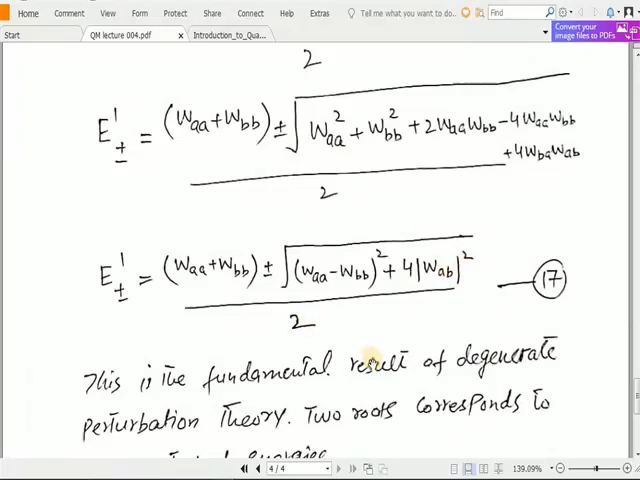 Home Comment View Form Protect Share Connect Help Extras Tell me what you want to do... Find
Start QM lecture 004.pdf Introduction_to_Qua... Convert your image files to PDFs!
2
E¹± = (Waa + Wbb) ± √(Waa² + Wbb² + 2WaaWbb − 4WaaWbb
+ 4WbaWab
2
E¹± = (Waa + Wbb) ± √((Waa − Wbb)² + 4|Wab|²) — 17
2
This is the fundamental result of degenerate
perturbation Theory. Two roots corresponds to
4 / 4 139.09%